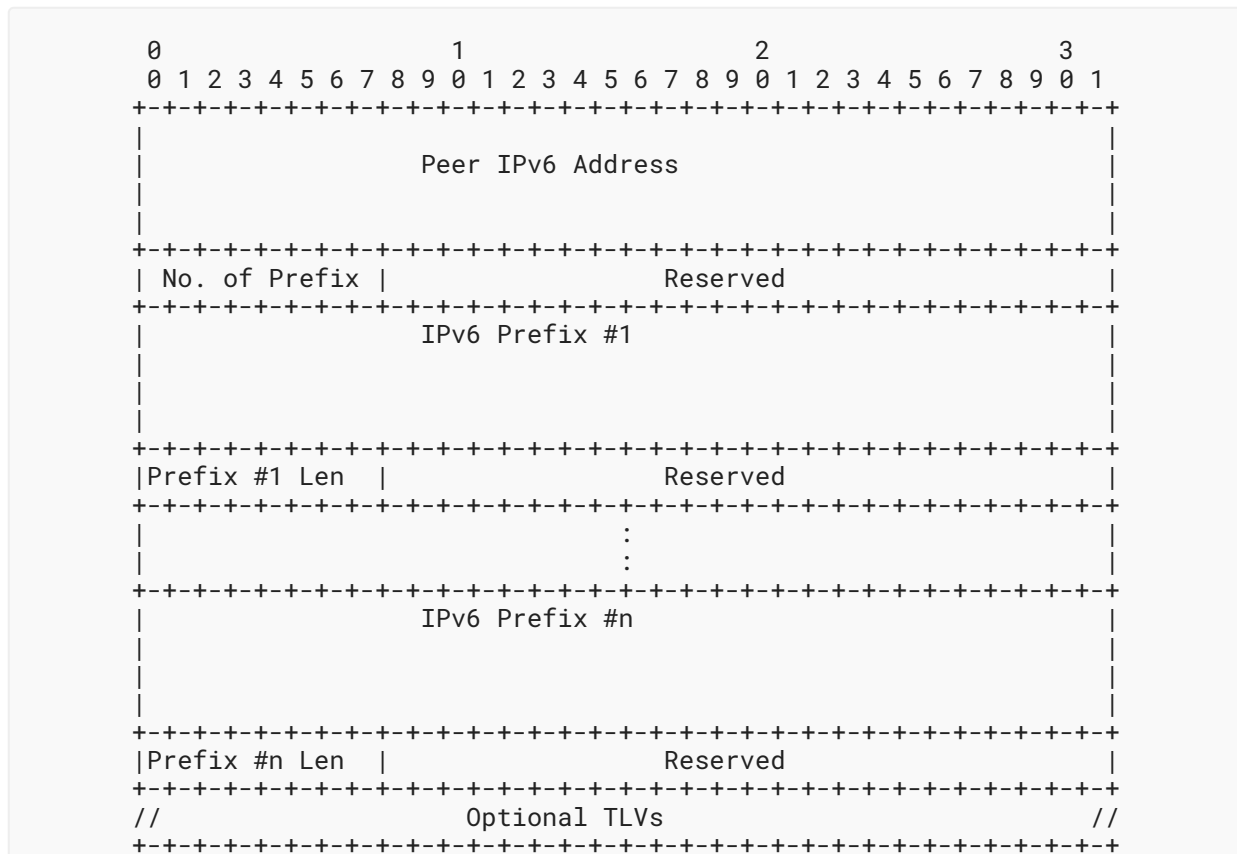 0                   1                   2                   3
0 1 2 3 4 5 6 7 8 9 0 1 2 3 4 5 6 7 8 9 0 1 2 3 4 5 6 7 8 9 0 1
+-+-+-+-+-+-+-+-+-+-+-+-+-+-+-+-+-+-+-+-+-+-+-+-+-+-+-+-+-+-+-+-+
|                                                               |
|                  Peer IPv6 Address                            |
|                                                               |
|                                                               |
+-+-+-+-+-+-+-+-+-+-+-+-+-+-+-+-+-+-+-+-+-+-+-+-+-+-+-+-+-+-+-+-+
| No. of Prefix |                  Reserved                     |
+-+-+-+-+-+-+-+-+-+-+-+-+-+-+-+-+-+-+-+-+-+-+-+-+-+-+-+-+-+-+-+-+
|                  IPv6 Prefix #1                               |
|                                                               |
|                                                               |
|                                                               |
+-+-+-+-+-+-+-+-+-+-+-+-+-+-+-+-+-+-+-+-+-+-+-+-+-+-+-+-+-+-+-+-+
|Prefix #1 Len  |                  Reserved                     |
+-+-+-+-+-+-+-+-+-+-+-+-+-+-+-+-+-+-+-+-+-+-+-+-+-+-+-+-+-+-+-+-+
|                               :                               |
|                               :                               |
+-+-+-+-+-+-+-+-+-+-+-+-+-+-+-+-+-+-+-+-+-+-+-+-+-+-+-+-+-+-+-+-+
|                  IPv6 Prefix #n                               |
|                                                               |
|                                                               |
|                                                               |
+-+-+-+-+-+-+-+-+-+-+-+-+-+-+-+-+-+-+-+-+-+-+-+-+-+-+-+-+-+-+-+-+
|Prefix #n Len  |                  Reserved                     |
+-+-+-+-+-+-+-+-+-+-+-+-+-+-+-+-+-+-+-+-+-+-+-+-+-+-+-+-+-+-+-+-+
//                    Optional TLVs                            //
+-+-+-+-+-+-+-+-+-+-+-+-+-+-+-+-+-+-+-+-+-+-+-+-+-+-+-+-+-+-+-+-+